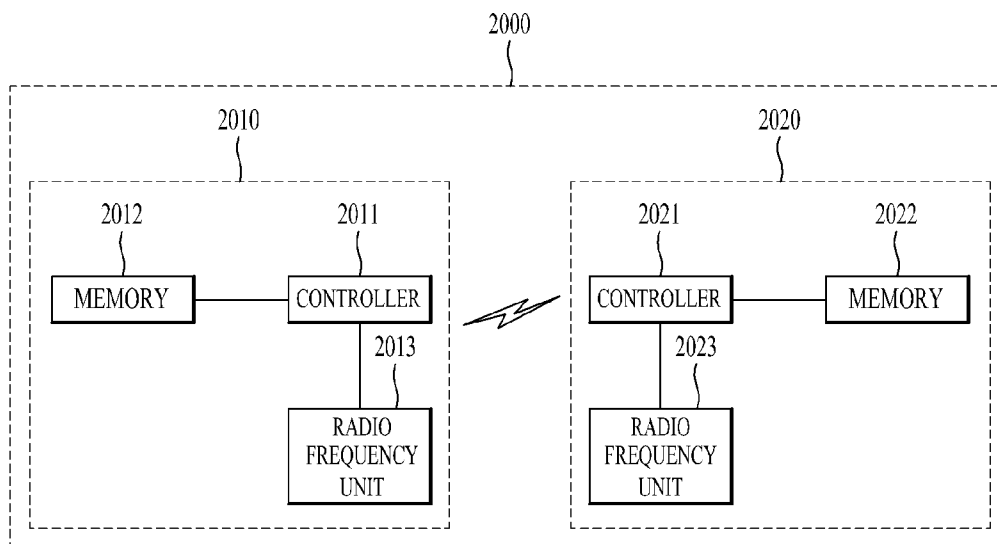 2000
2010
2020
2012
2011
2021
2022
MEMORY
CONTROLLER
CONTROLLER
MEMORY
2013
2023
RADIO
FREQUENCY
UNIT
RADIO
FREQUENCY
UNIT